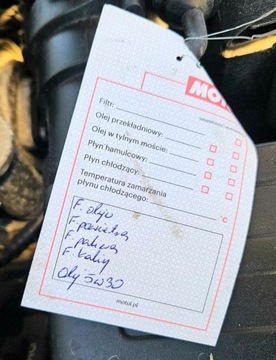 MOTU
Filtr:
Olej przekładniowy:
Olej w tylnym moście:
Płyn hamulcowy:
Płyn chłodzący:
Temperatura zamarzania
płynu chłodzącego:
°C
F. oleju
F. powietrza
F. paliwa
F kabiny
Olej 5w30
motul.pl